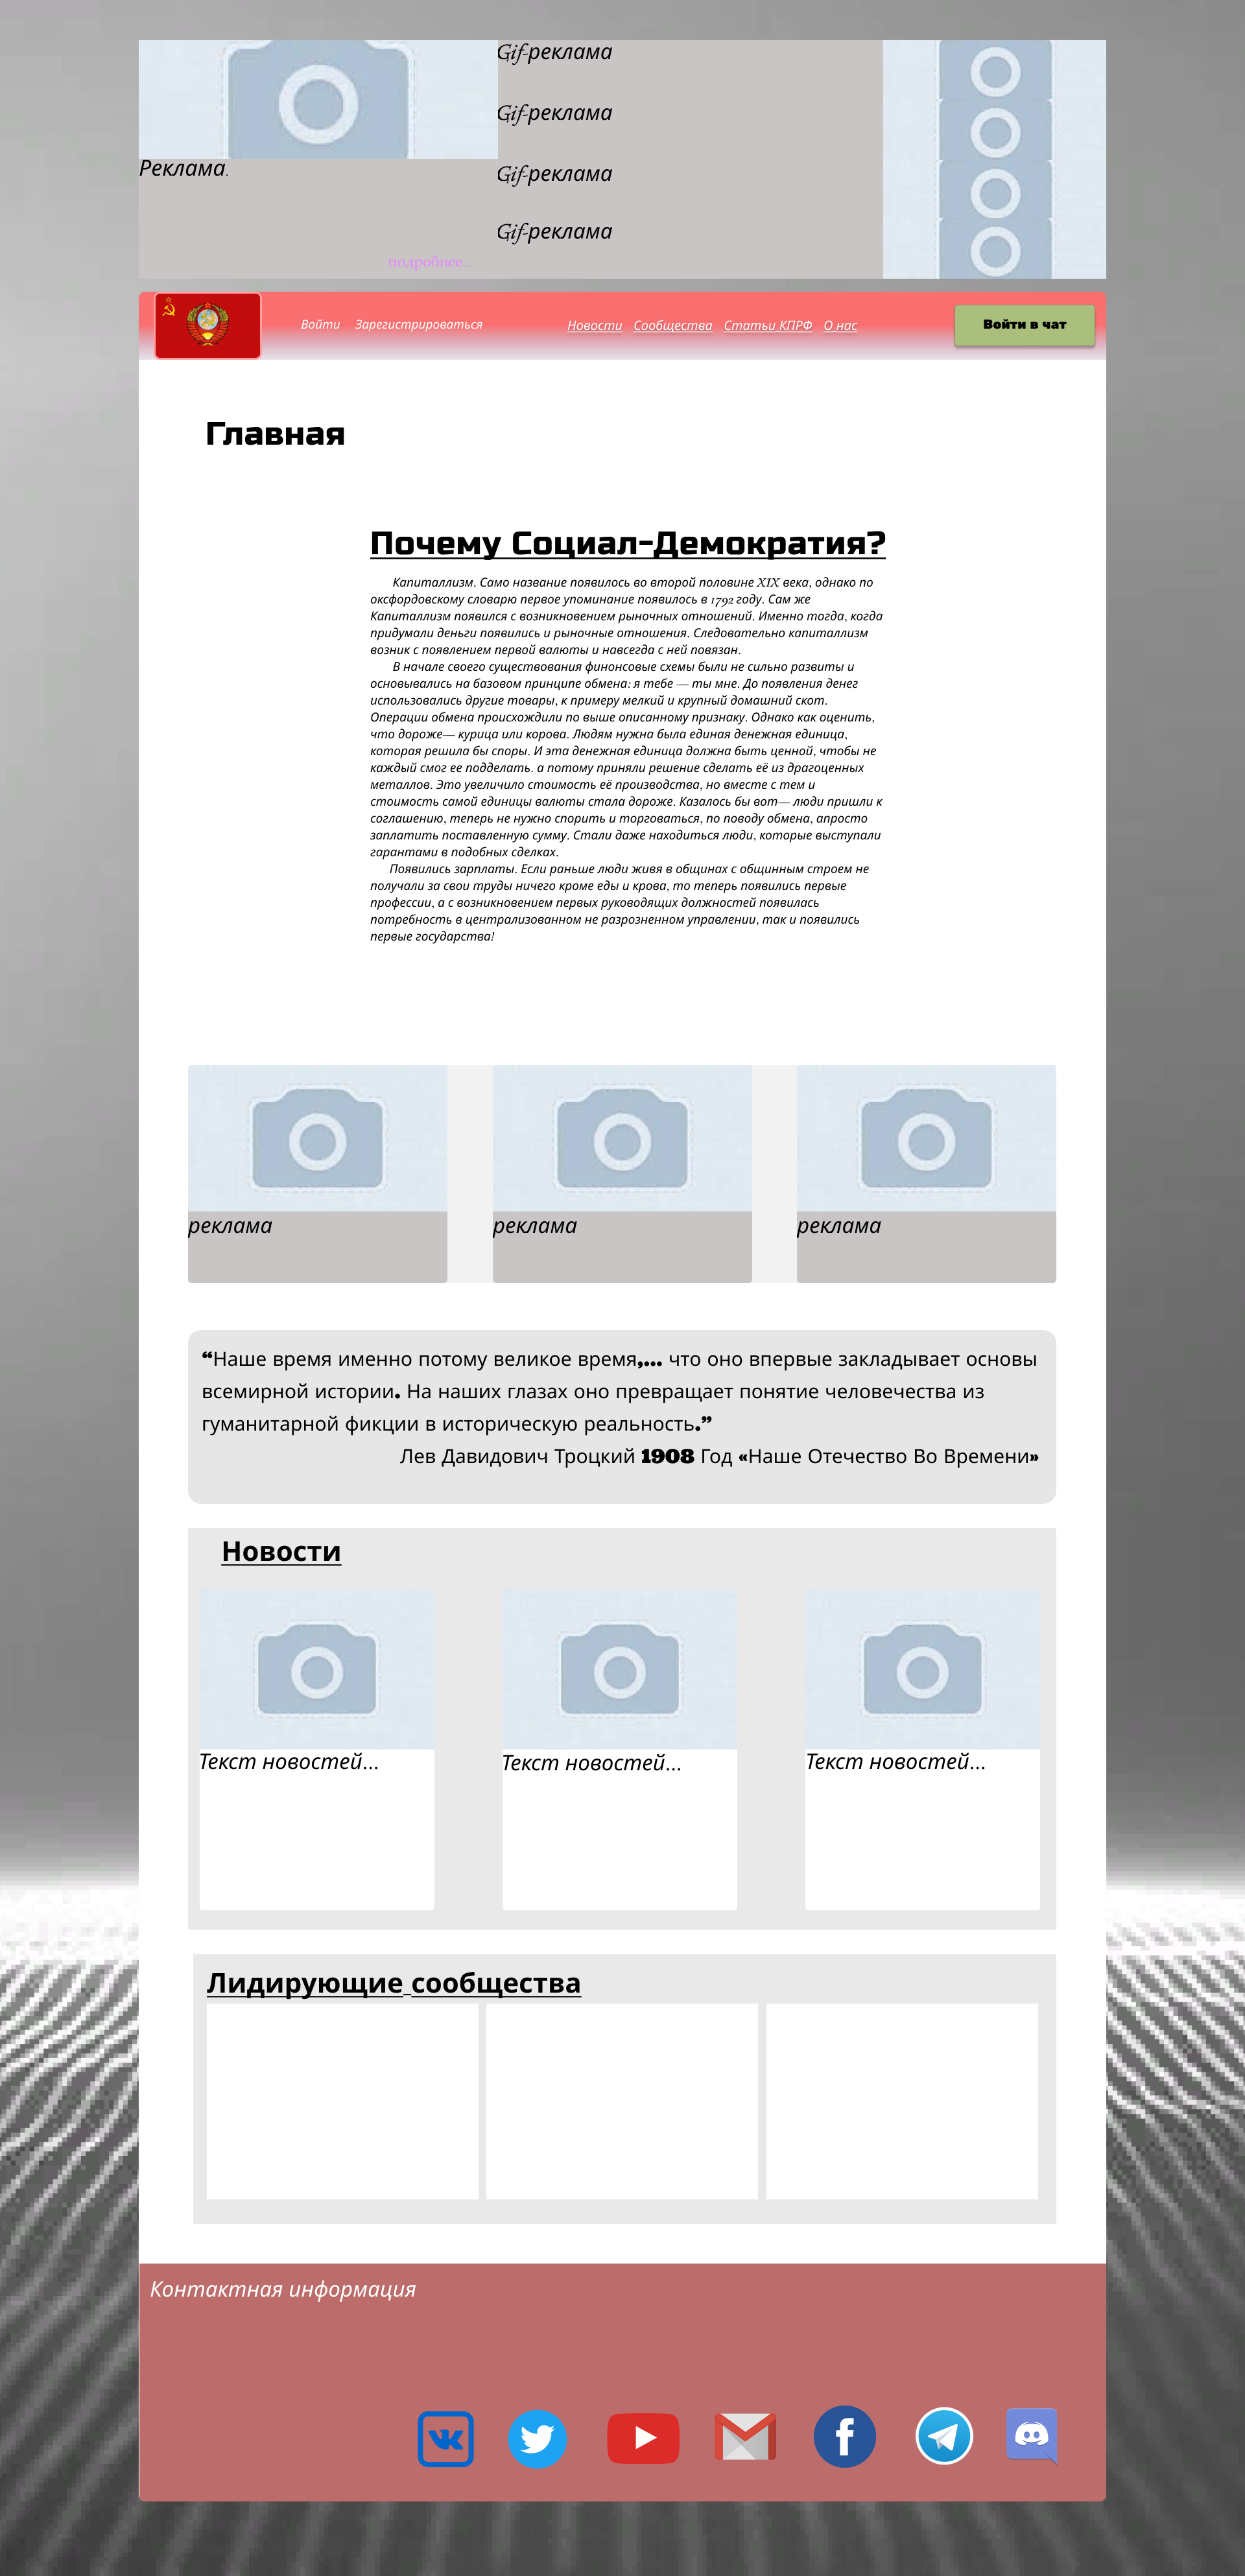 Gif-реклама
Gif-реклама
Реклама.
Gif-реклама
Gif-реклама
подробнее...
Войти Зарегистрироваться Новости Сообщества Статьи КПРФ О нас Войти в чат
Главная
Почему Социал-Демократия?
Капиталлизм. Само название появилось во второй половине XIX века, однако по
оксфордовскому словарю первое упоминание появилось в 1792 году. Сам же
Капиталлизм появился с возникновением рыночных отношений. Именно тогда, когда
придумали деньги появились и рыночные отношения. Следовательно капиталлизм
возник с появлением первой валюты и навсегда с ней повязан.
В начале своего существования финонсовые схемы были не сильно развиты и
основывались на базовом принципе обмена: я тебе — ты мне. До появления денег
использовались другие товары, к примеру мелкий и крупный домашний скот.
Операции обмена происхождили по выше описанному признаку. Однако как оценить,
что дороже— курица или корова. Людям нужна была единая денежная единица,
которая решила бы споры. И эта денежная единица должна быть ценной, чтобы не
каждый смог ее подделать. а потому приняли решение сделать её из драгоценных
металлов. Это увеличило стоимость её производства, но вместе с тем и
стоимость самой единицы валюты стала дороже. Казалось бы вот— люди пришли к
соглашению, теперь не нужно спорить и торговаться, по поводу обмена, апросто
заплатить поставленную сумму. Стали даже находиться люди, которые выступали
гарантами в подобных сделках.
Появились зарплаты. Если раньше люди живя в общинах с общинным строем не
получали за свои труды ничего кроме еды и крова, то теперь появились первые
профессии, а с возникновением первых руководящих должностей появилась
потребность в централизованном не разрозненном управлении, так и появились
первые государства!
реклама реклама реклама
“Наше время именно потому великое время,... что оно впервые закладывает основы
всемирной истории. На наших глазах оно превращает понятие человечества из
гуманитарной фикции в историческую реальность.”
Лев Давидович Троцкий 1908 Год «Наше Отечество Во Времени»
Новости
Текст новостей... Текст новостей... Текст новостей...
Лидирующие сообщества
Контактная информация